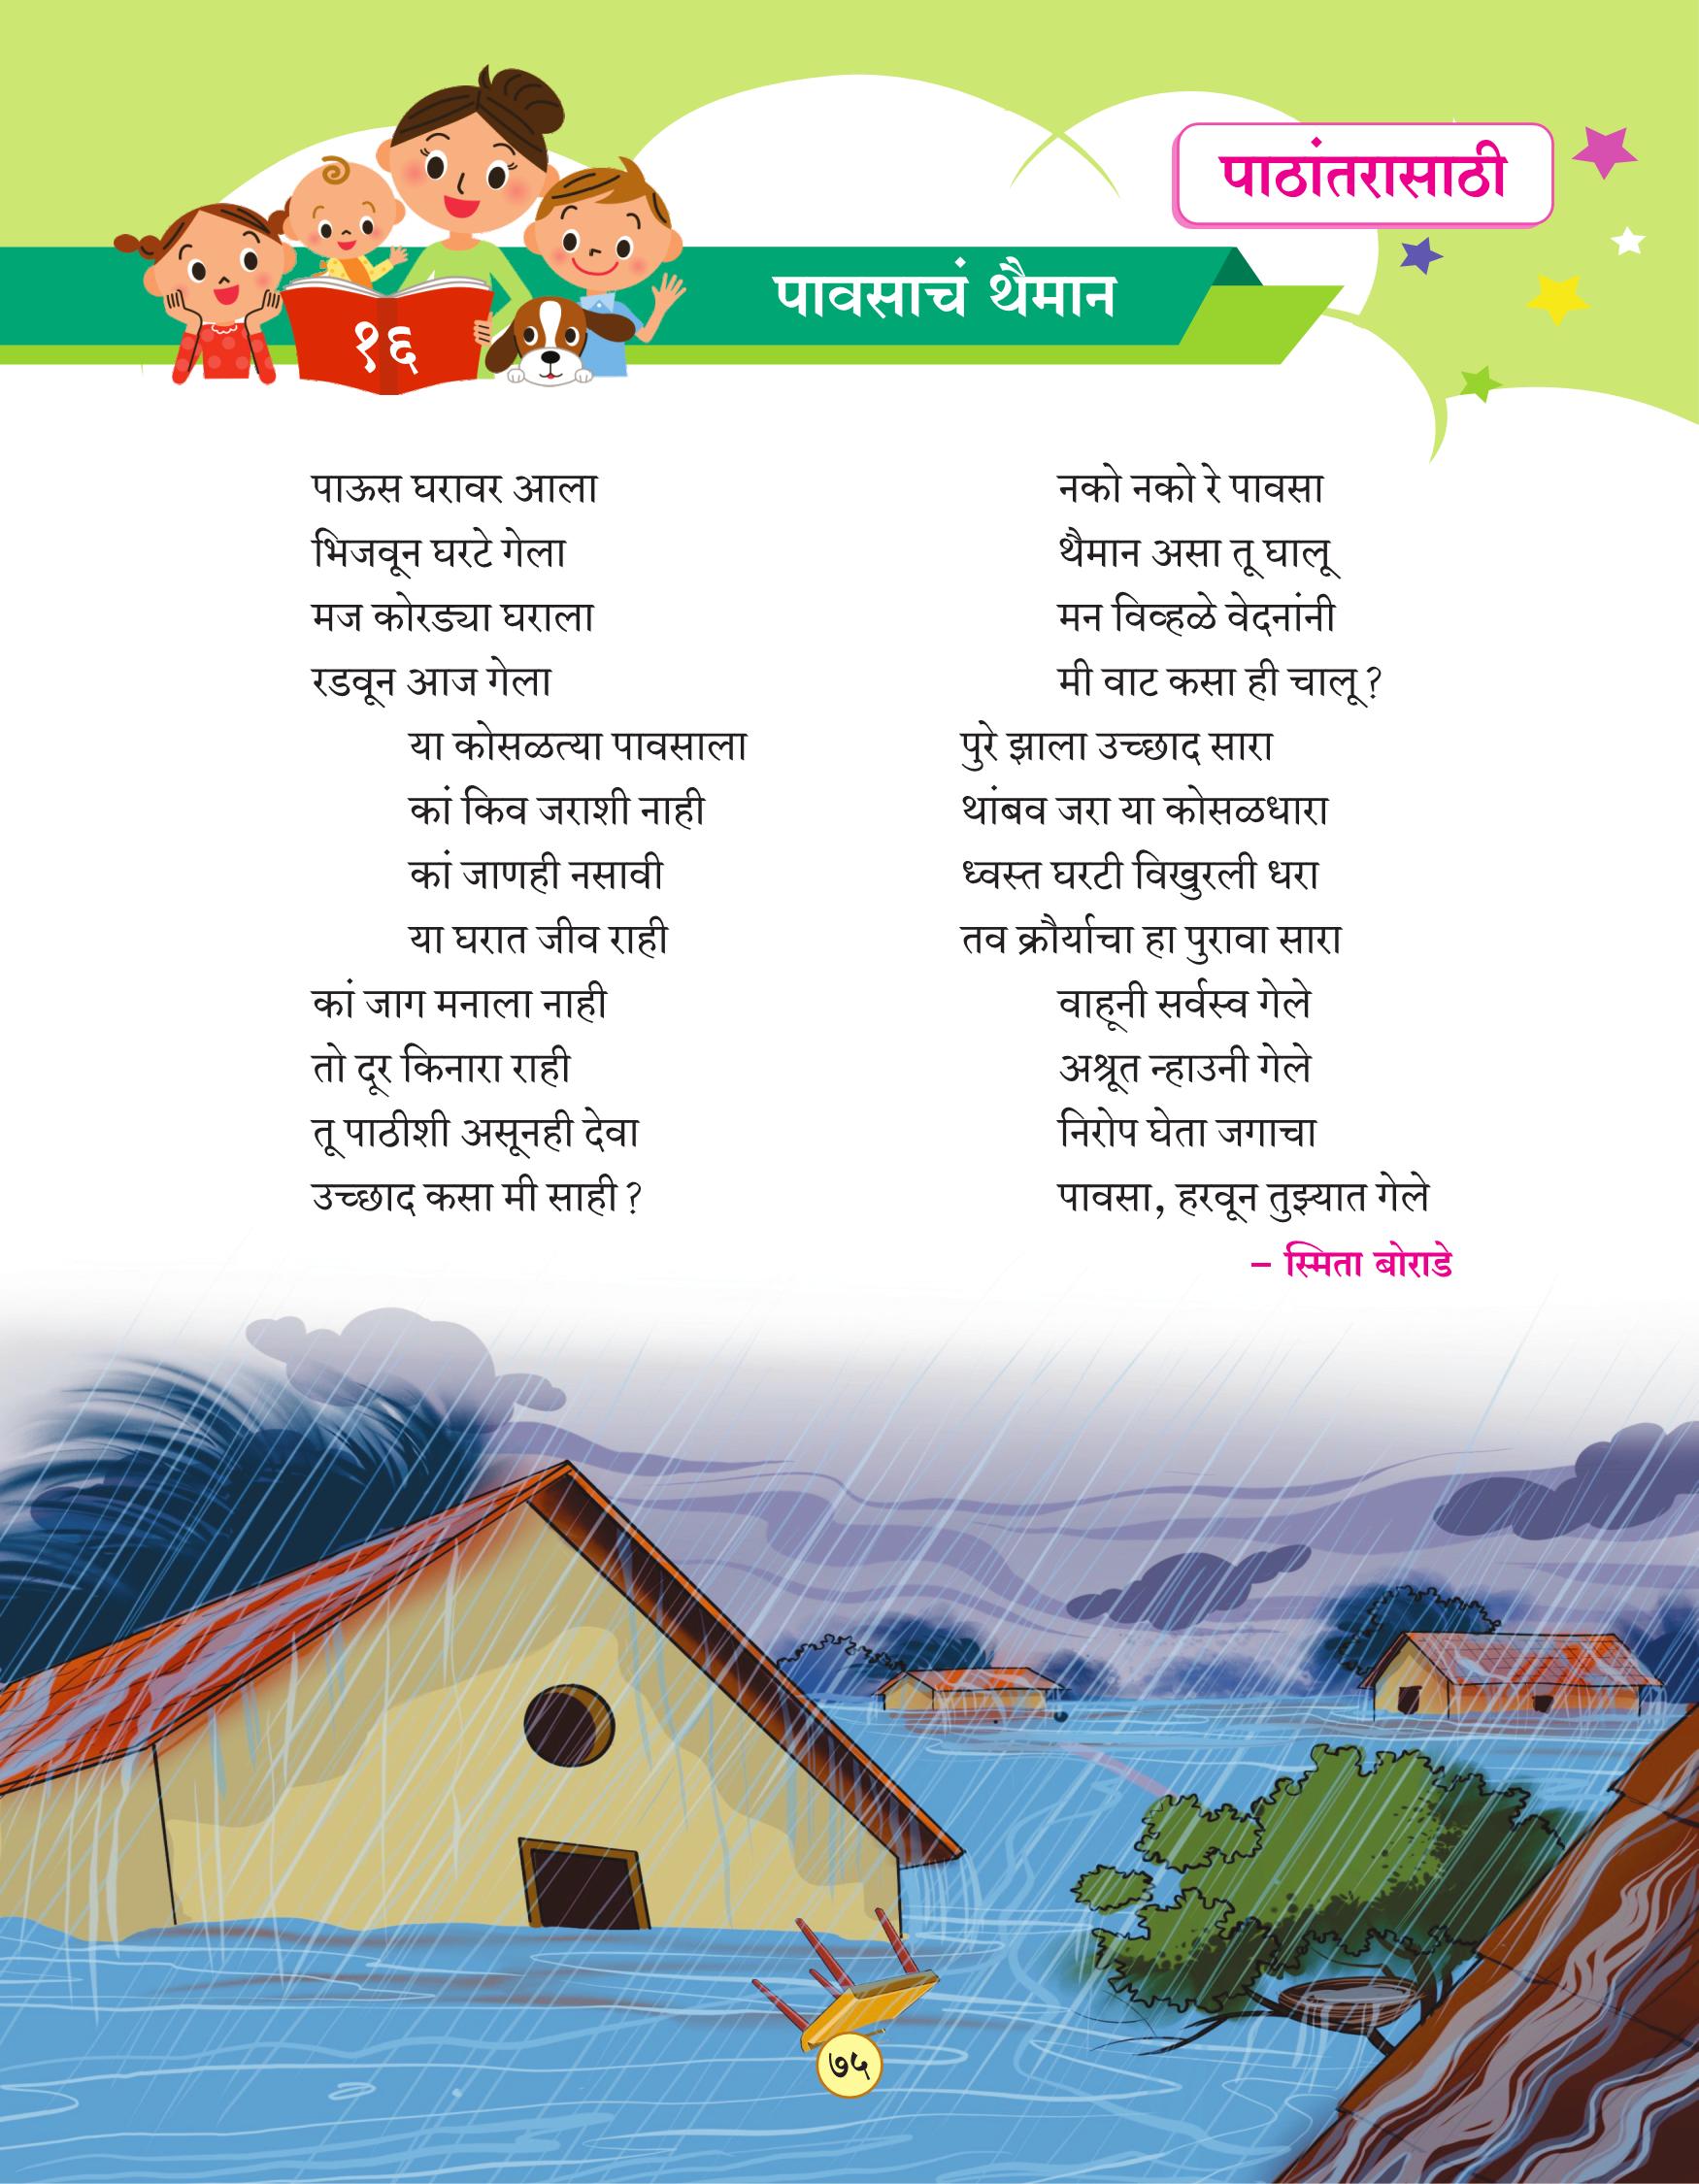 पाठांतरासाठी
१६
पावसाचं थैमान
पाऊस घरावर आला
भिजवून घरटे गेला
मज कोरड्या घराला
रडवून आज गेला
या कोसळत्या पावसाला
कां किव जराशी नाही
कां जाणही नसावी
या घरात जीव राही
कां जाग मनाला नाही
तो दूर किनारा राही
तू पाठीशी असूनही देवा
उच्छाद कसा मी साही ?
नको नको रे पावसा
थैमान असा तू घालू
मन विव्हळे वेदनांनी
मी वाट कसा ही चालू ?
पुरे झाला उच्छाद सारा
थांबव जरा या कोसळधारा
ध्वस्त घरटी विखुरली धरा
तव क्रौर्याचा हा पुरावा सारा
वाहूनी सर्वस्व गेले
अश्रूत न्हाउनी गेले
निरोप घेता जगाचा
पावसा, हरवून तुझ्यात गेले
– स्मिता बोराडे
७५